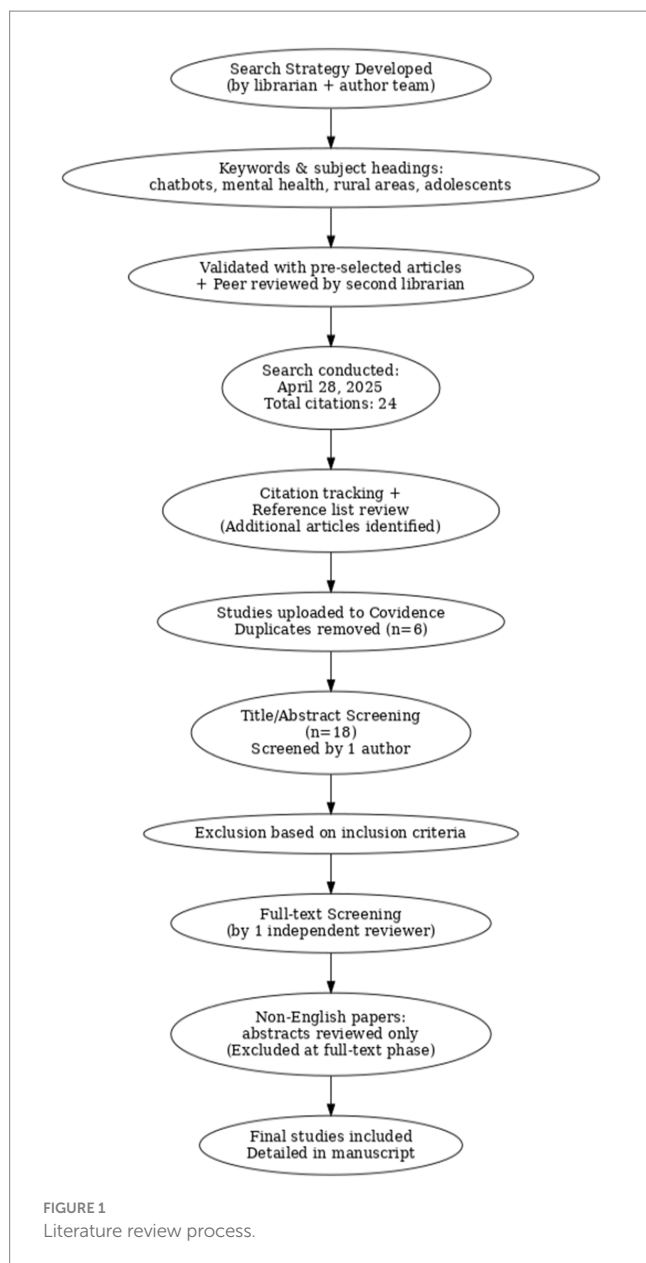 Search Strategy Developed
(by librarian + author team)
Keywords & subject headings:
chatbots, mental health, rural areas, adolescents
Validated with pre-selected articles
+ Peer reviewed by second librarian
Search conducted:
April 28, 2025
Total citations: 24
Citation tracking +
Reference list review
(Additional articles identified)
Studies uploaded to Covidence
Duplicates removed (n=6)
Title/Abstract Screening
(n=18)
Screened by 1 author
Exclusion based on inclusion criteria
Full-text Screening
(by 1 independent reviewer)
Non-English papers:
abstracts reviewed only
(Excluded at full-text phase)
Final studies included
Detailed in manuscript
FIGURE 1
Literature review process.